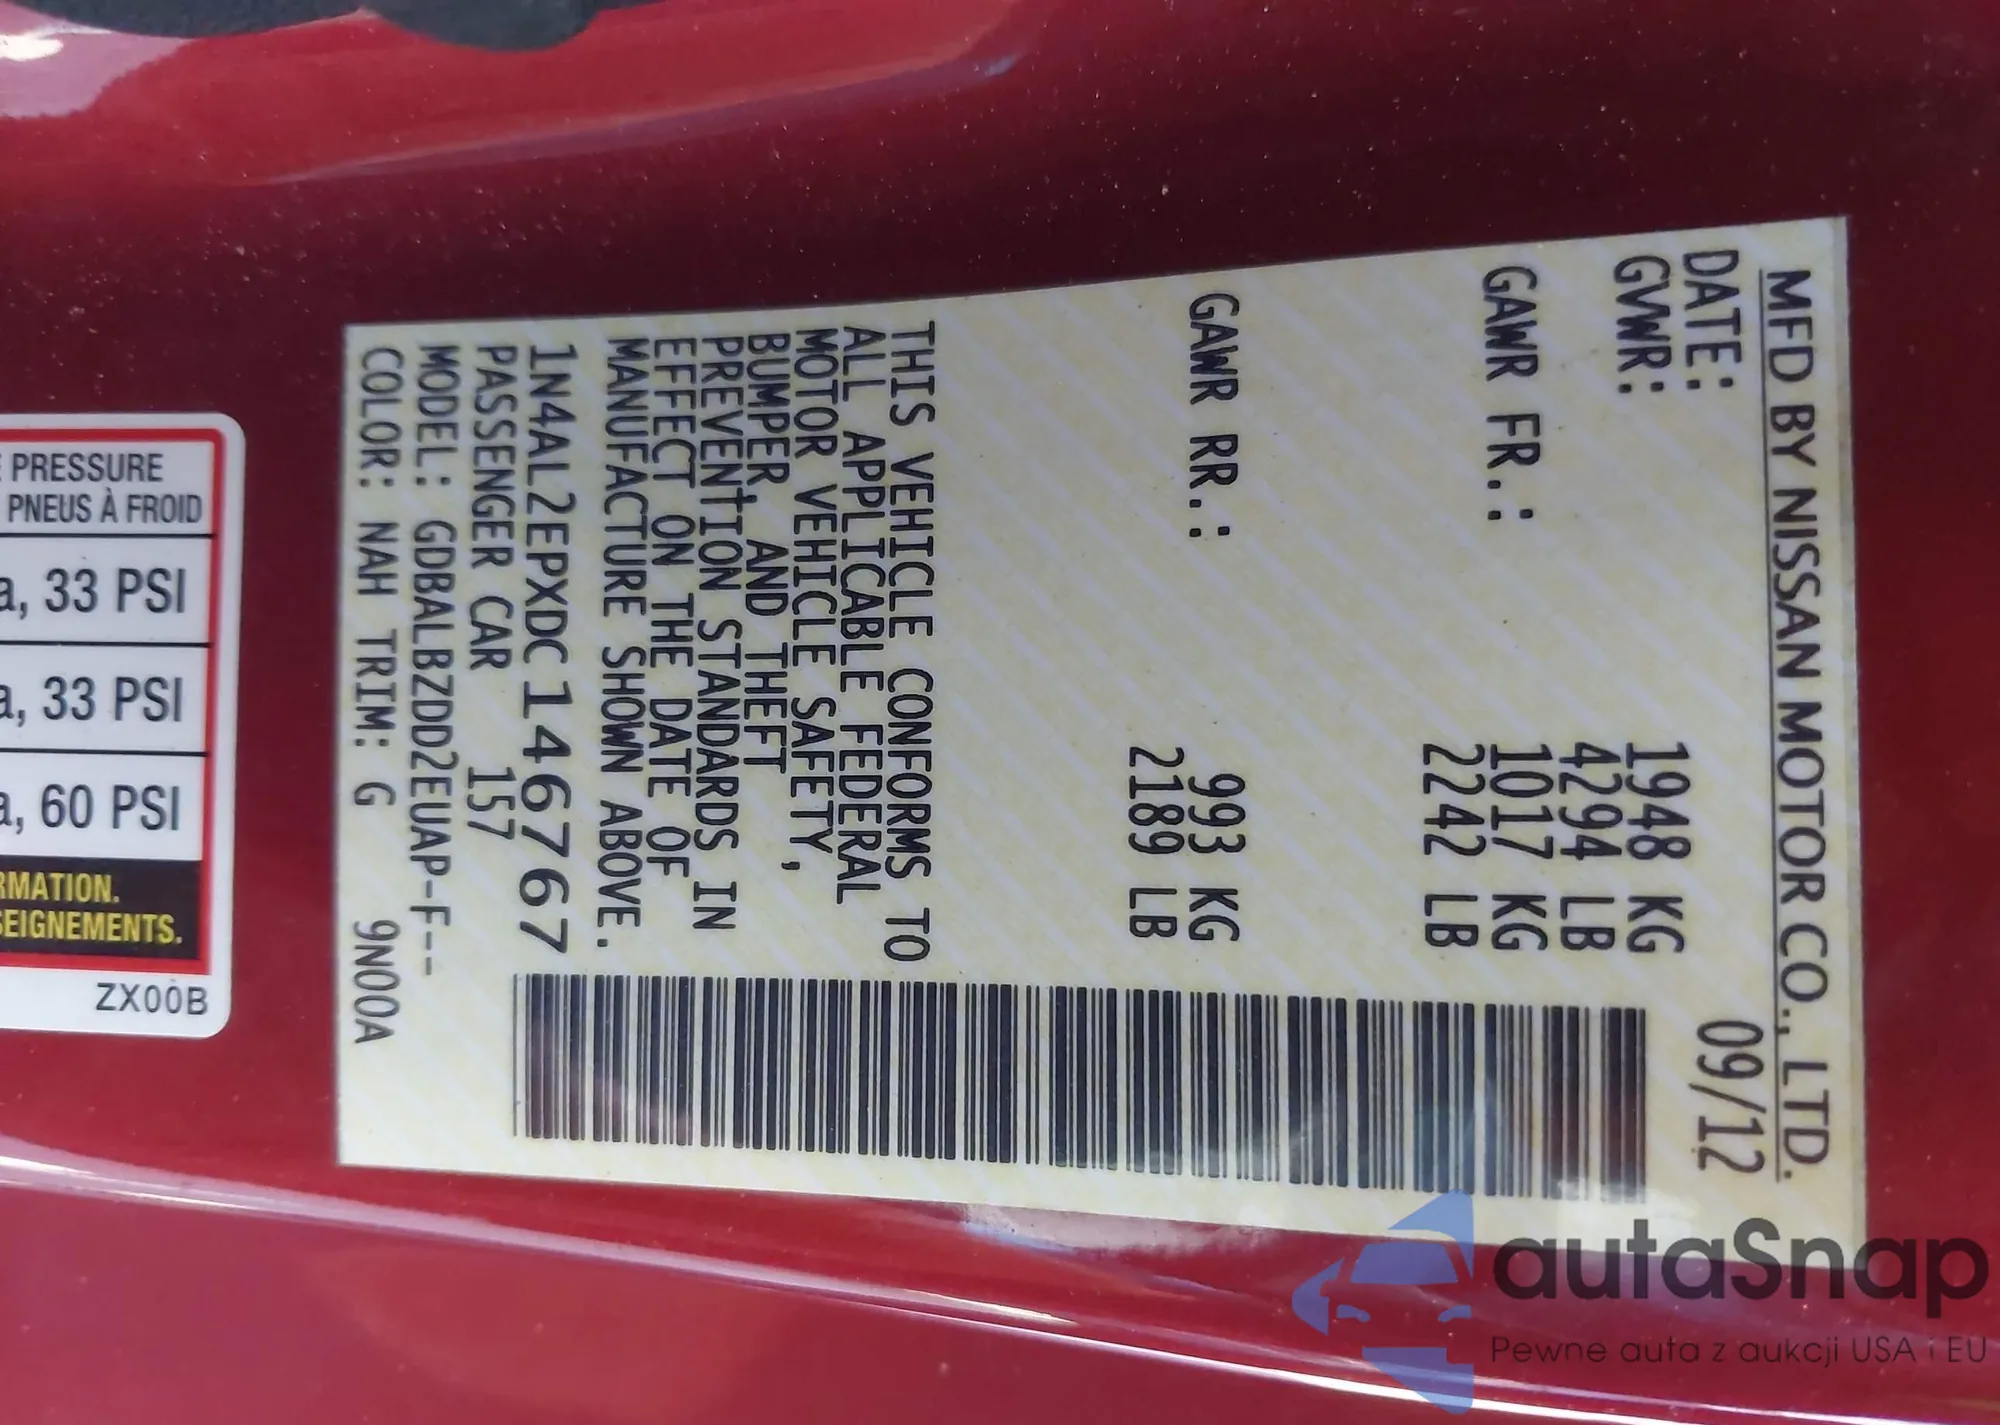 MFD BY NISSAN MOTOR CO., LTD.
DATE: 09/12
GVWR: 1948 KG
4294 LB
GAWR FR.: 1017 KG
2242 LB
GAWR RR.: 993 KG
2189 LB
THIS VEHICLE CONFORMS TO
ALL APPLICABLE FEDERAL
MOTOR VEHICLE SAFETY,
BUMPER, AND THEFT
PREVENTION STANDARDS IN
EFFECT ON THE DATE OF
MANUFACTURE SHOWN ABOVE.
1N4AL2EPXDC146767
PASSENGER CAR 157
MODEL: GDBALBZDD2EUAP-F--
COLOR: NAH TRIM: G 9N00A
PRESSURE
PNEUS À FROID
a, 33 PSI
a, 33 PSI
a, 60 PSI
RMATION.
SEIGNEMENTS.
ZX00B
autaSnap
Pewne auta z aukcji USA i EU